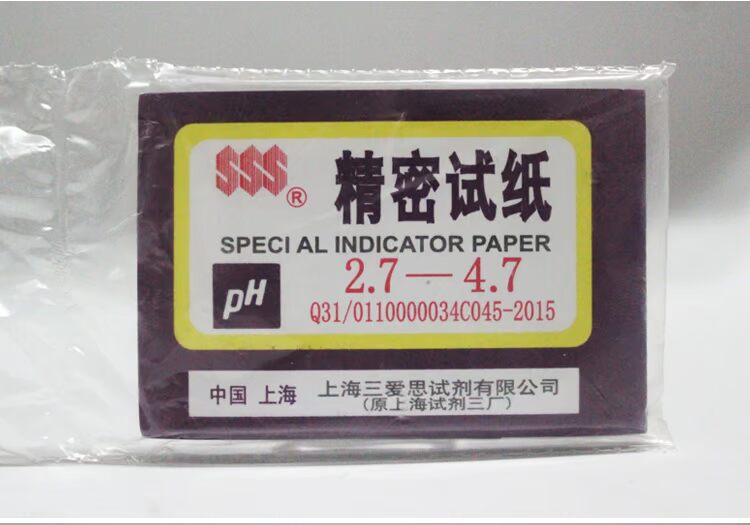 SSS®
精密试纸
SPECI AL INDICATOR PAPER
pH
2.7—4.7
Q31/0110000034C045-2015
中国 上海
上海三爱思试剂有限公司
(原上海试剂三厂)